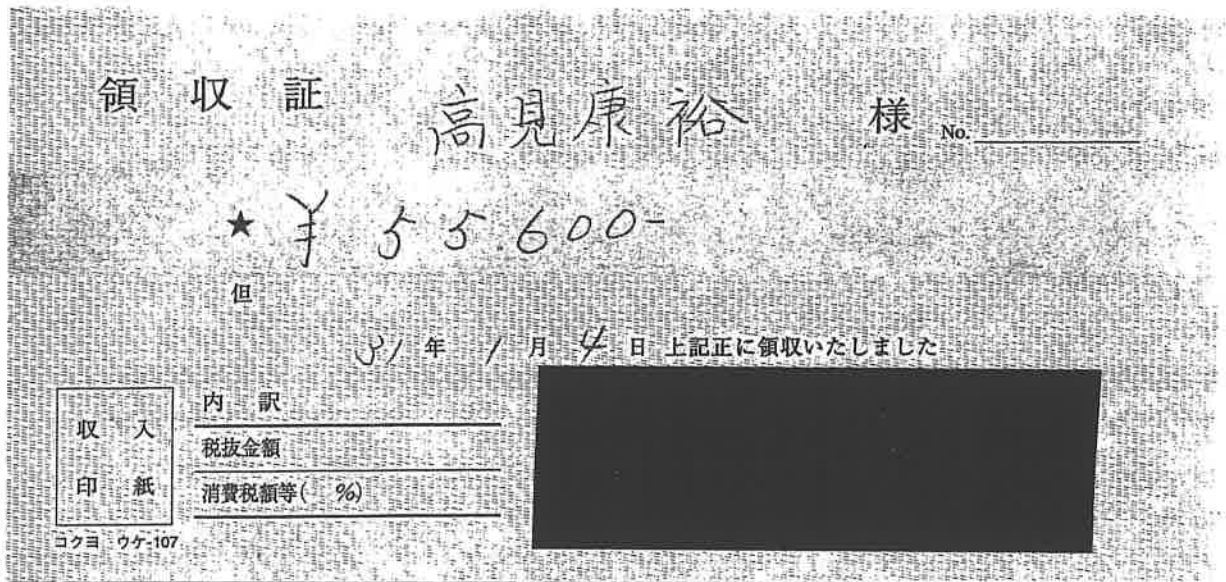 領収証 高見康裕 様 No.
★ ¥55.600-
但
31年1月4日 上記正に領収いたしました
収入
印紙
内訳
税抜金額
消費税額等( %)
コクヨ ウケ-107